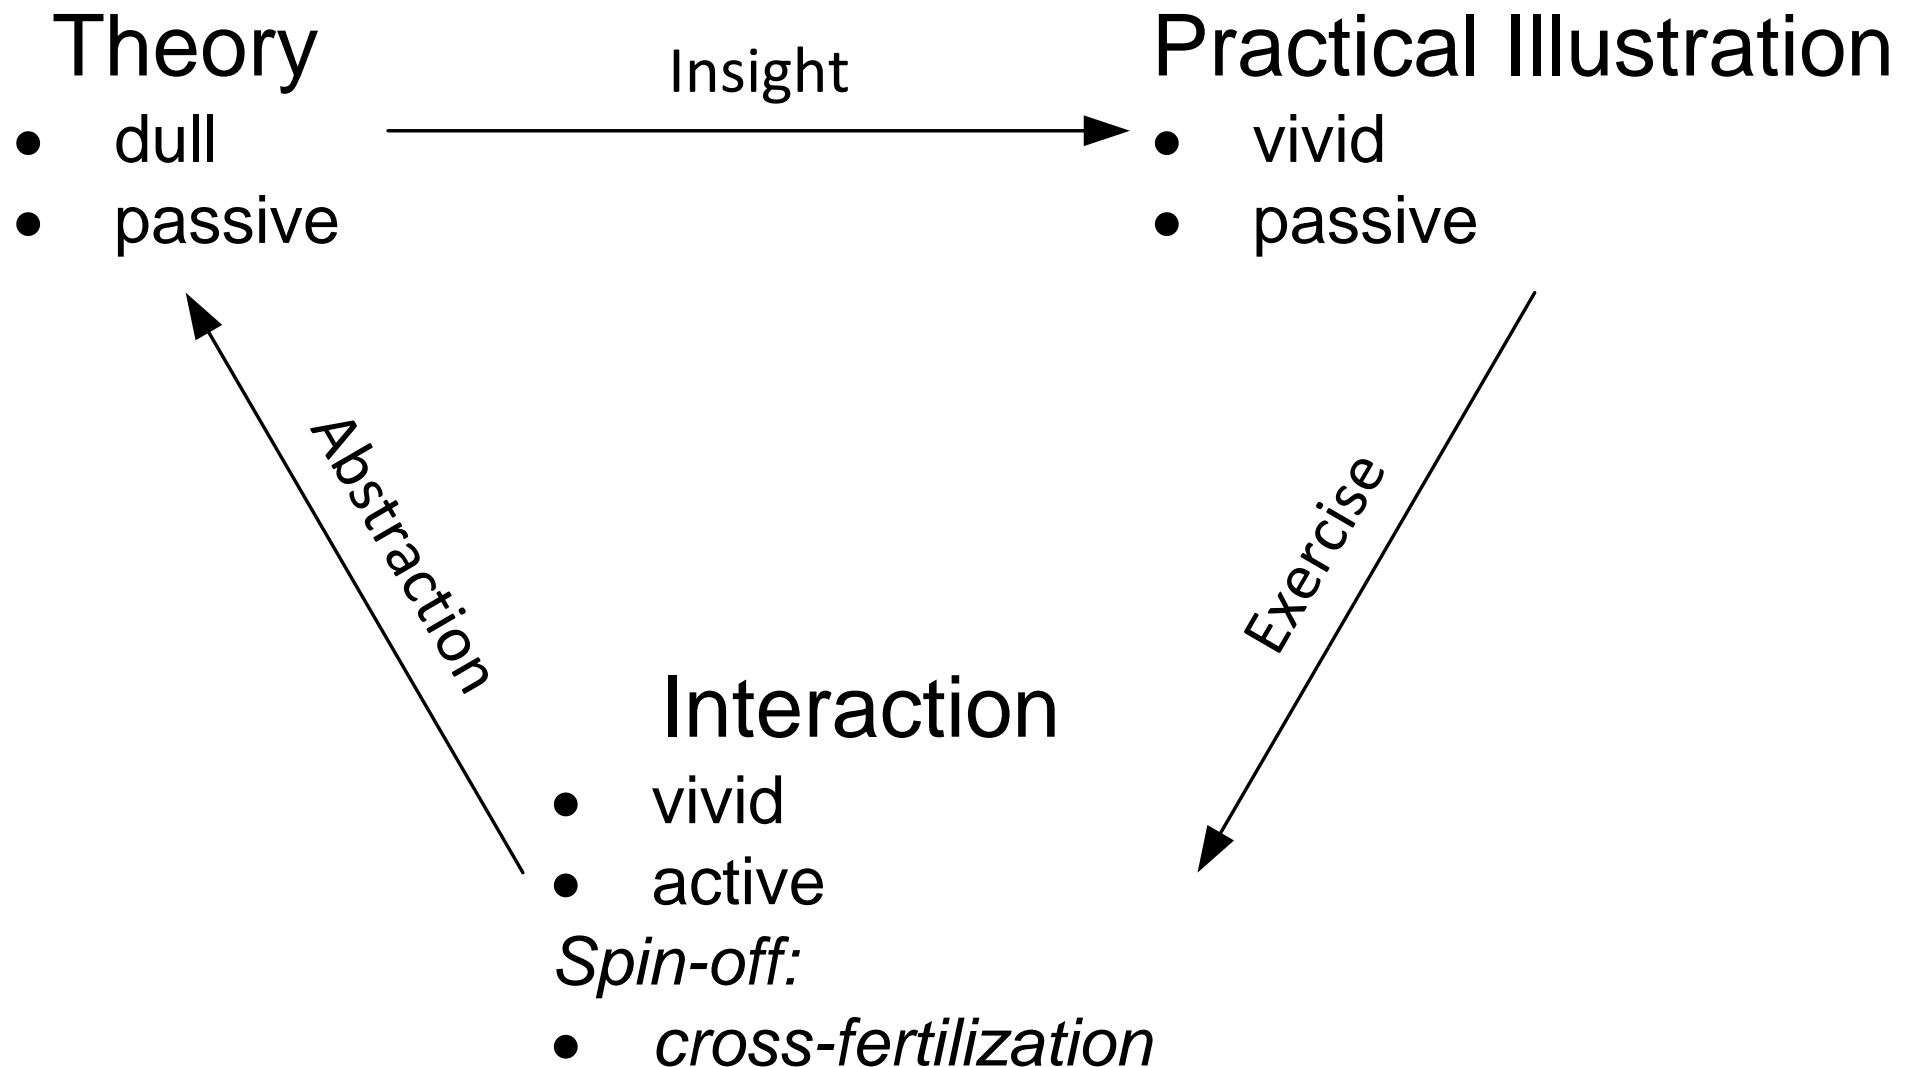 Theory
• dull
• passive
Insight
Practical Illustration
• vivid
• passive
Abstraction
Exercise
Interaction
• vivid
• active
Spin-off:
• cross-fertilization